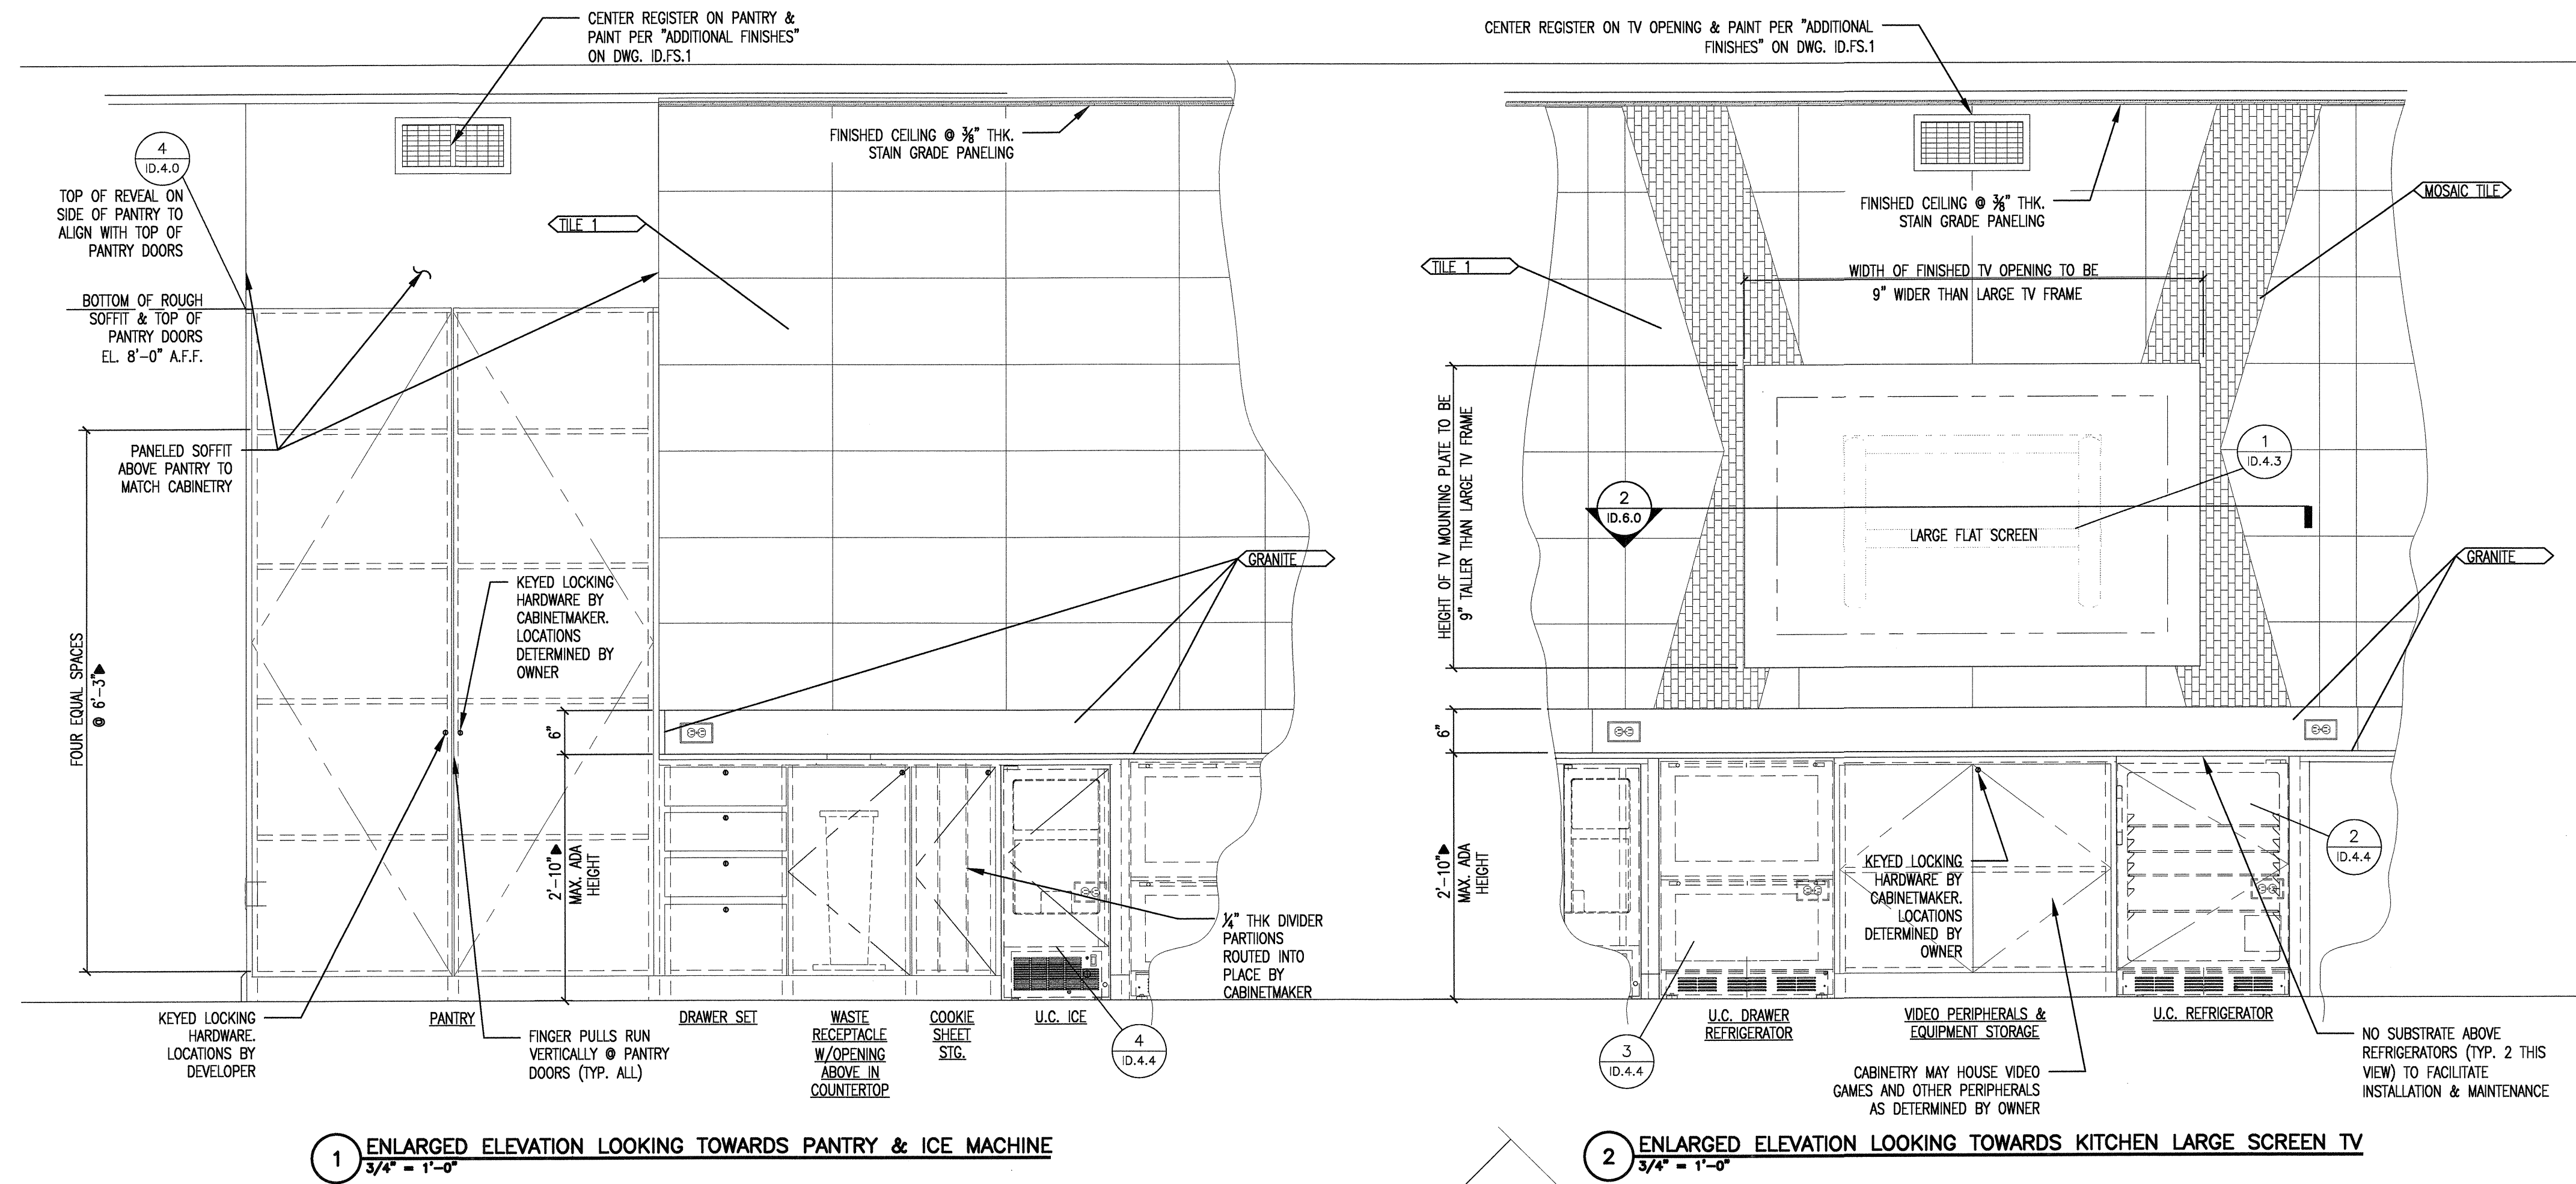 CENTER REGISTER ON PANTRY &
PAINT PER "ADDITIONAL FINISHES"
ON DWG. ID.FS.1
4
ID.4.0
TOP OF REVEAL ON
SIDE OF PANTRY TO
ALIGN WITH TOP OF
PANTRY DOORS
BOTTOM OF ROUGH
SOFFIT & TOP OF
PANTRY DOORS
EL. 8'-0" A.F.F.
FINISHED CEILING @ ⅜" THK.
STAIN GRADE PANELING
TILE 1
PANELED SOFFIT
ABOVE PANTRY TO
MATCH CABINETRY
FOUR EQUAL SPACES
@ 6'-3"
KEYED LOCKING
HARDWARE BY
CABINETMAKER.
LOCATIONS
DETERMINED BY
OWNER
GRANITE
6"
2'-10"
MAX. ADA
HEIGHT
¼" THK DIVIDER
PARTIIONS
ROUTED INTO
PLACE BY
CABINETMAKER
KEYED LOCKING
HARDWARE.
LOCATIONS BY
DEVELOPER
PANTRY
FINGER PULLS RUN
VERTICALLY @ PANTRY
DOORS (TYP. ALL)
DRAWER SET
WASTE
RECEPTACLE
W/OPENING
ABOVE IN
COUNTERTOP
COOKIE
SHEET
STG.
U.C. ICE
4
ID.4.4
1
ENLARGED ELEVATION LOOKING TOWARDS PANTRY & ICE MACHINE
3/4" = 1'-0"
CENTER REGISTER ON TV OPENING & PAINT PER "ADDITIONAL
FINISHES" ON DWG. ID.FS.1
FINISHED CEILING @ ⅜" THK.
STAIN GRADE PANELING
MOSAIC TILE
TILE 1
WIDTH OF FINISHED TV OPENING TO BE
9" WIDER THAN LARGE TV FRAME
HEIGHT OF TV MOUNTING PLATE TO BE
9" TALLER THAN LARGE TV FRAME
1
ID.4.3
2
ID.6.0
LARGE FLAT SCREEN
GRANITE
6"
2'-10"
MAX. ADA
HEIGHT
KEYED LOCKING
HARDWARE BY
CABINETMAKER.
LOCATIONS
DETERMINED BY
OWNER
2
ID.4.4
U.C. DRAWER
REFRIGERATOR
VIDEO PERIPHERALS &
EQUIPMENT STORAGE
U.C. REFRIGERATOR
3
ID.4.4
CABINETRY MAY HOUSE VIDEO
GAMES AND OTHER PERIPHERALS
AS DETERMINED BY OWNER
NO SUBSTRATE ABOVE
REFRIGERATORS (TYP. 2 THIS
VIEW) TO FACILITATE
INSTALLATION & MAINTENANCE
2
ENLARGED ELEVATION LOOKING TOWARDS KITCHEN LARGE SCREEN TV
3/4" = 1'-0"